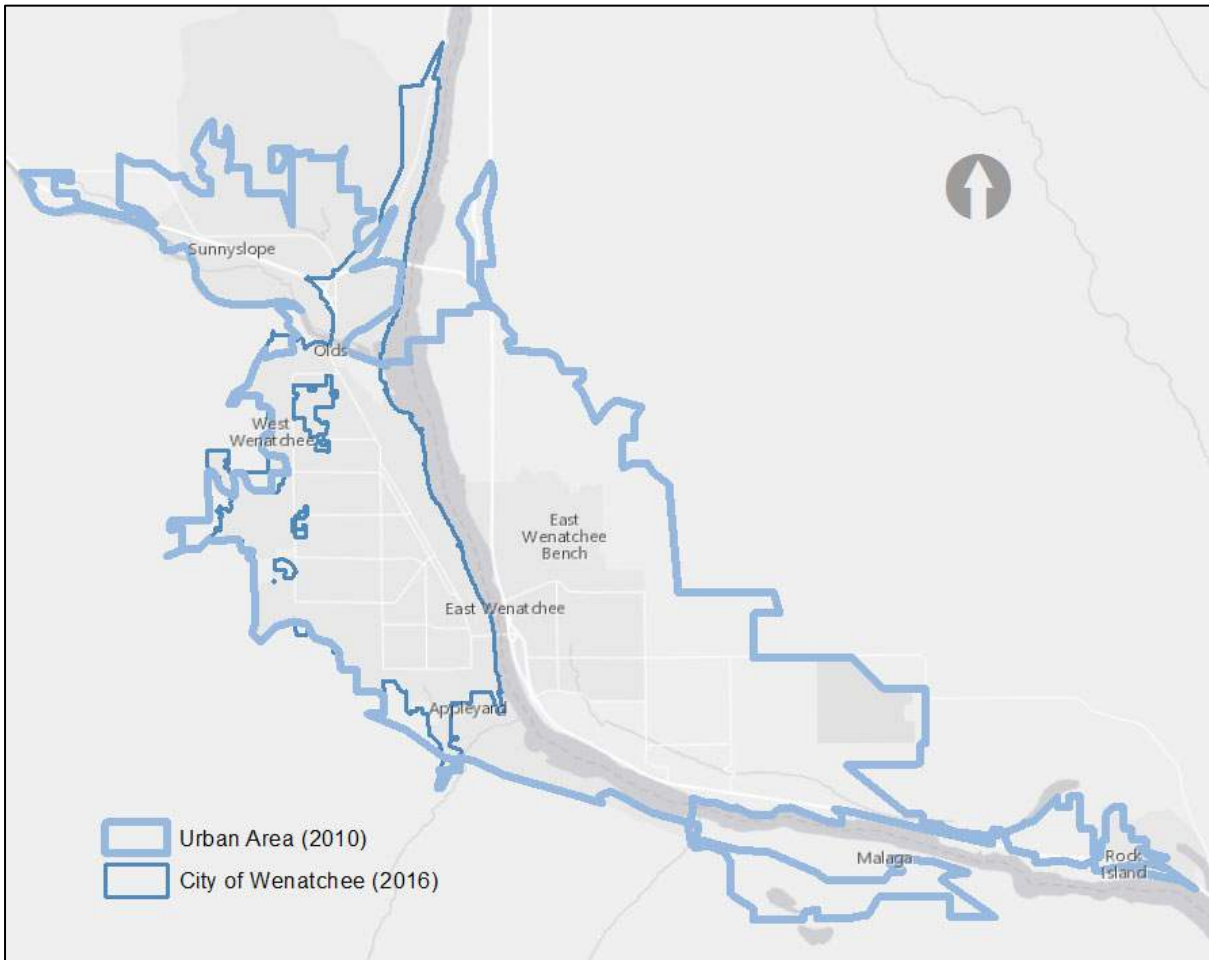 Sunnyslope
Olds
West
Wenatchee
East
Wenatchee
Bench
East Wenatchee
Appleyard
Urban Area (2010)
City of Wenatchee (2016)
Malaga
Rock
Island